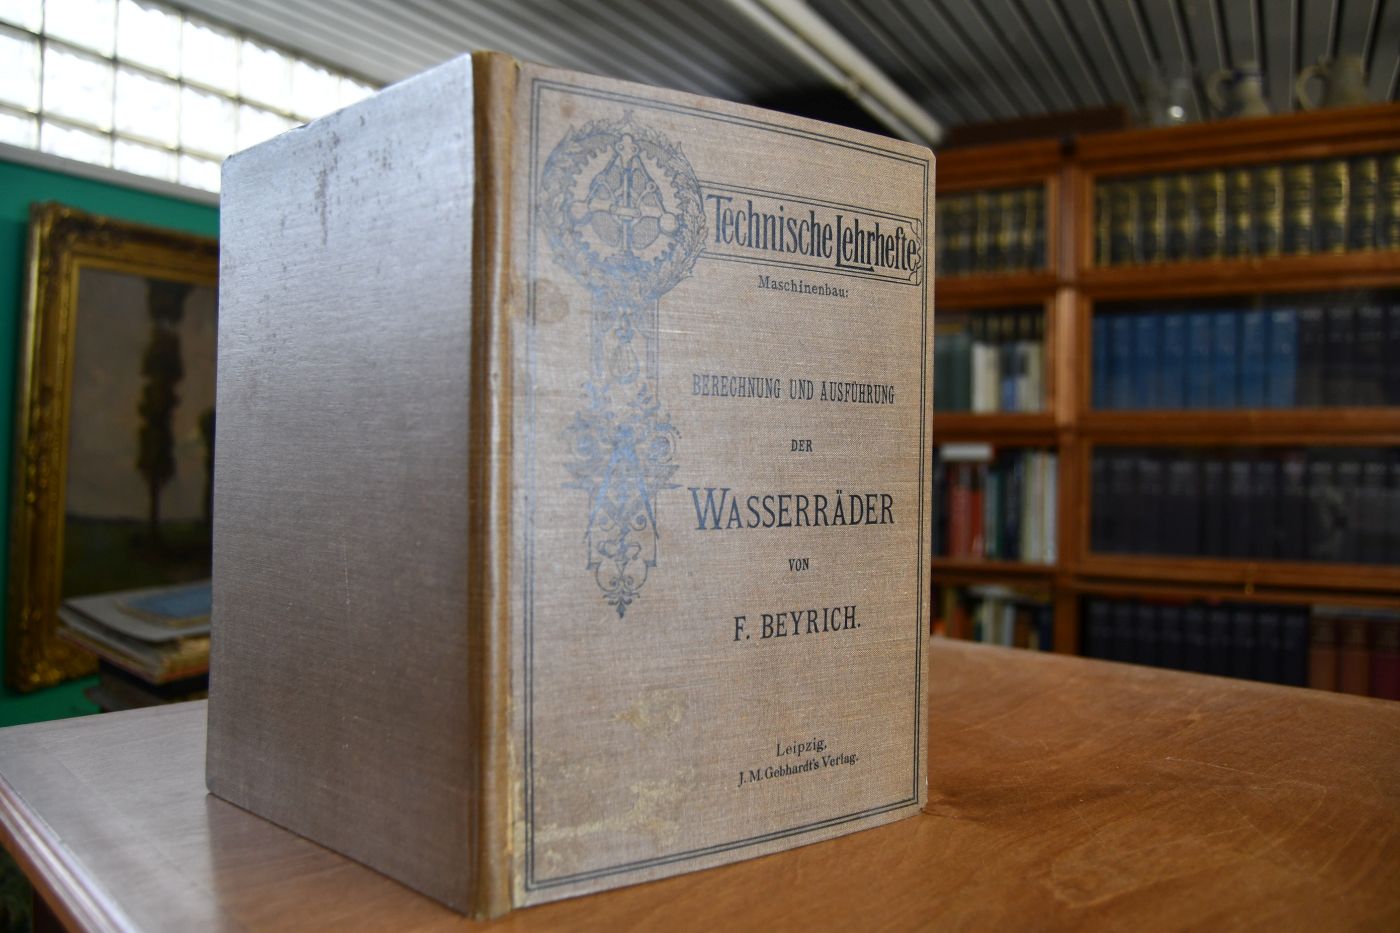 Technische Lehrhefte
Maschinenbau:
BERECHNUNG UND AUSFÜHRUNG
DER
WASSERRÄDER
VON
F. BEYRICH.
Leipzig,
J. M. Gebhardt's Verlag.